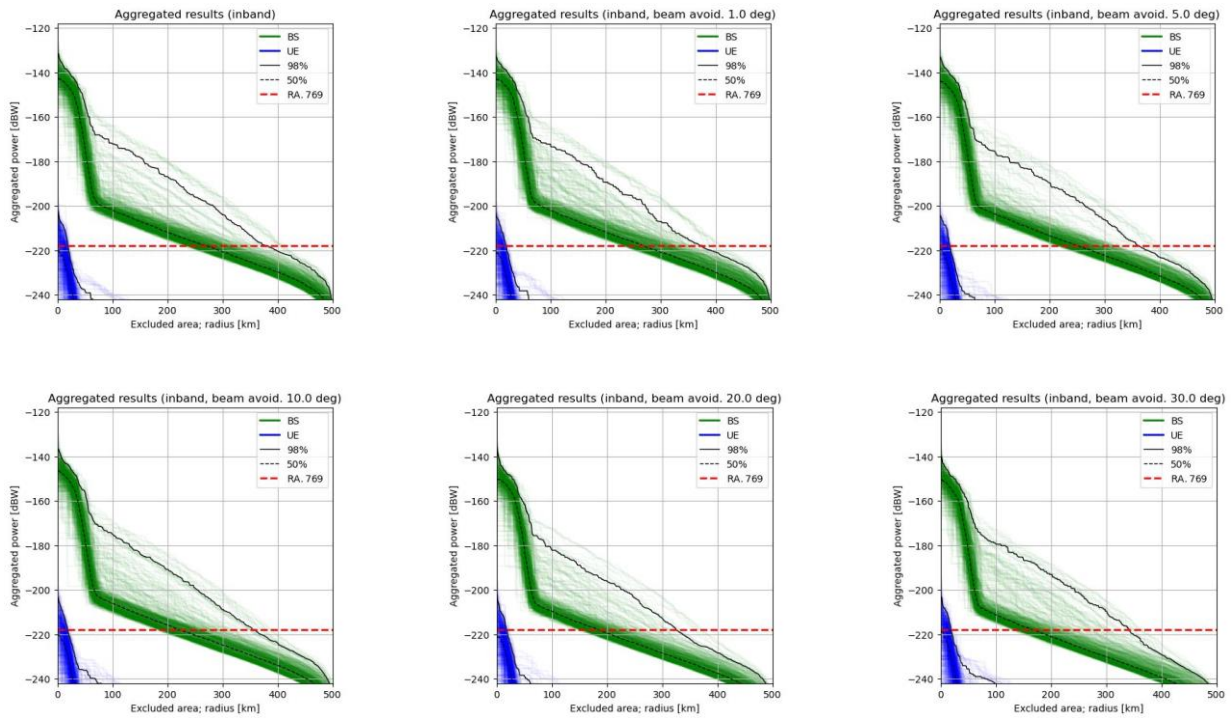 Aggregated results (inband)
Aggregated power [dBW]
−120
−140
−160
−180
−200
−220
−240
BS
UE
98%
50%
RA. 769
0 100 200 300 400 500
Excluded area; radius [km]
Aggregated results (inband, beam avoid. 1.0 deg)
Aggregated power [dBW]
−120
−140
−160
−180
−200
−220
−240
BS
UE
98%
50%
RA. 769
0 100 200 300 400 500
Excluded area; radius [km]
Aggregated results (inband, beam avoid. 5.0 deg)
Aggregated power [dBW]
−120
−140
−160
−180
−200
−220
−240
BS
UE
98%
50%
RA. 769
0 100 200 300 400 500
Excluded area; radius [km]
Aggregated results (inband, beam avoid. 10.0 deg)
Aggregated power [dBW]
−120
−140
−160
−180
−200
−220
−240
BS
UE
98%
50%
RA. 769
0 100 200 300 400 500
Excluded area; radius [km]
Aggregated results (inband, beam avoid. 20.0 deg)
Aggregated power [dBW]
−120
−140
−160
−180
−200
−220
−240
BS
UE
98%
50%
RA. 769
0 100 200 300 400 500
Excluded area; radius [km]
Aggregated results (inband, beam avoid. 30.0 deg)
Aggregated power [dBW]
−120
−140
−160
−180
−200
−220
−240
BS
UE
98%
50%
RA. 769
0 100 200 300 400 500
Excluded area; radius [km]